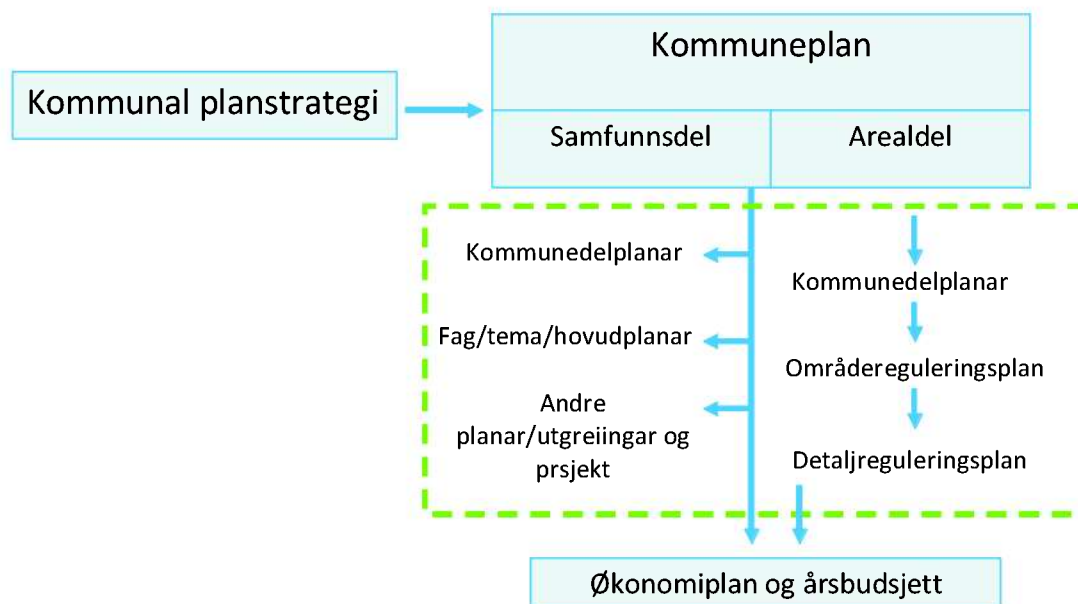 Kommuneplan
Kommunal planstrategi
Samfunnsdel
Arealdel
Kommunedelplanar
Fag/tema/hovudplanar
Andre
planar/utgreiingar og
prsjekt
Kommunedelplanar
Områdereguleringsplan
Detaljreguleringsplan
Økonomiplan og årsbudsjett